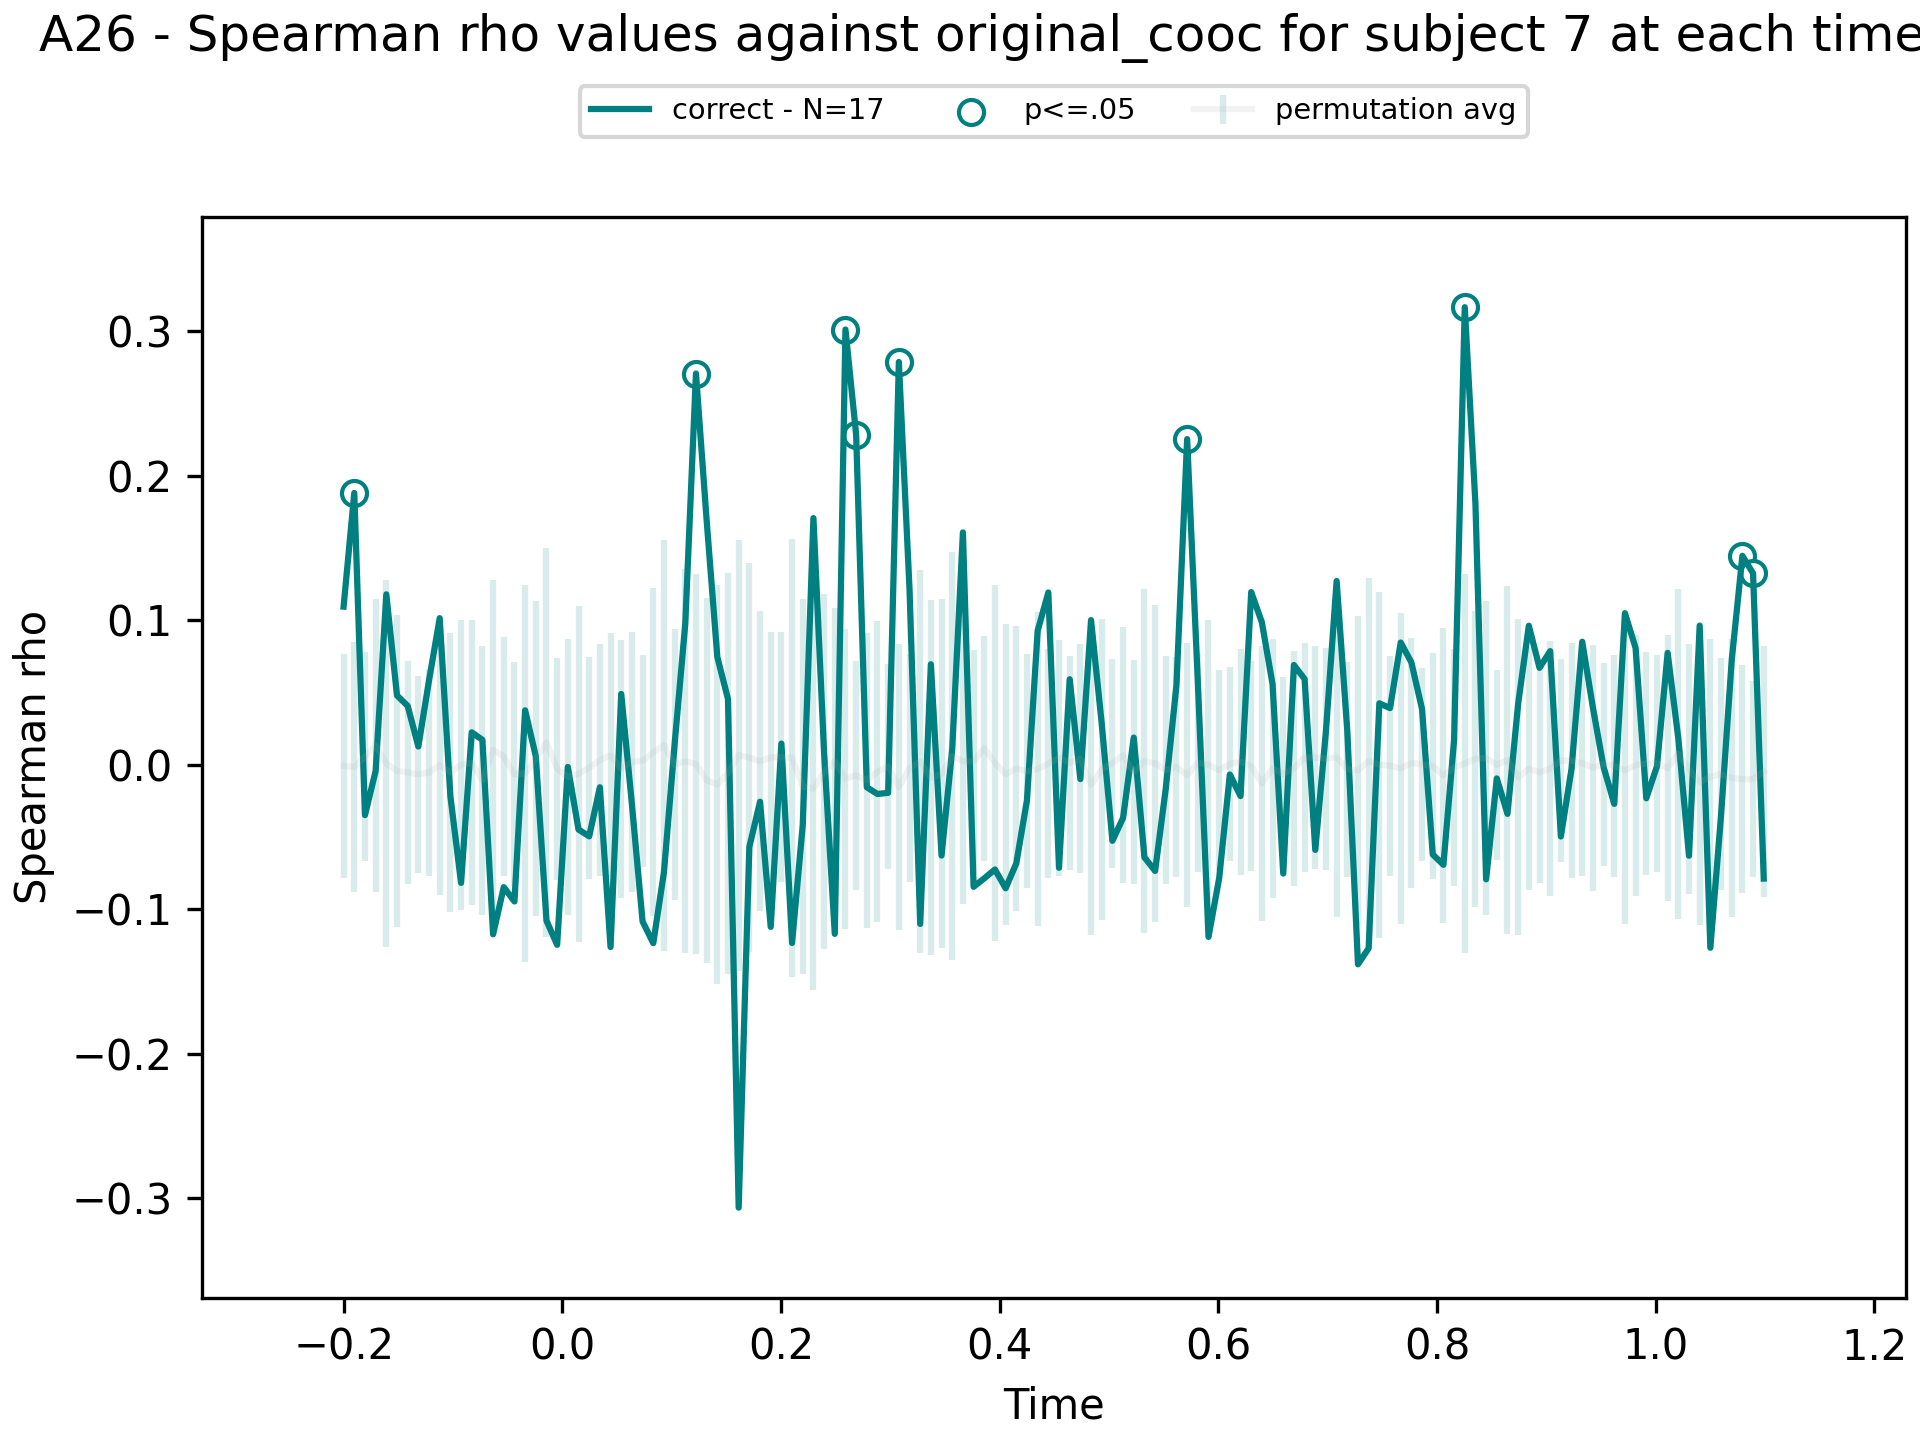 A26 - Spearman rho values against original_cooc for subject 7 at each time
correct - N=17 p<=.05 permutation avg
Spearman rho
0.3
0.2
0.1
0.0
−0.1
−0.2
−0.3
−0.2 0.0 0.2 0.4 0.6 0.8 1.0 1.2
Time